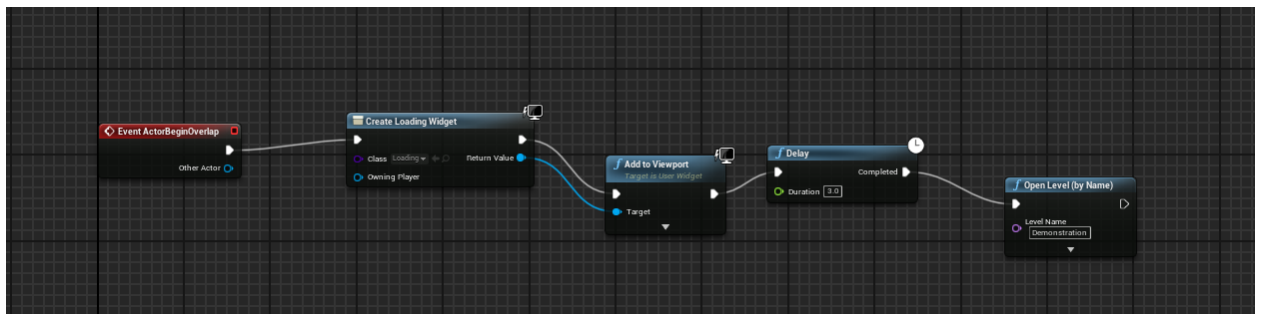 Event ActorBeginOverlap
Other Actor
Create Loading Widget
Class Loading
Return Value
Owning Player
Add to Viewport
Target is User Widget
Target
Delay
Completed
Duration 3.0
Open Level (by Name)
Level Name
Demonstration